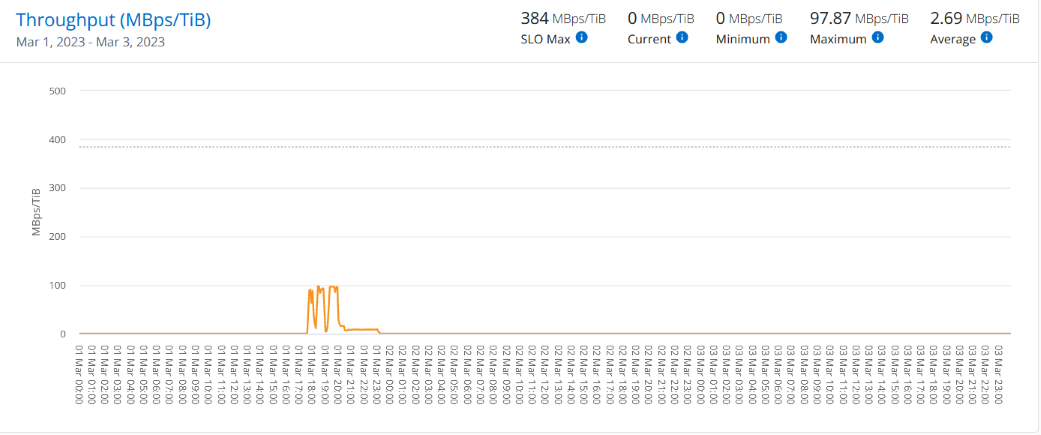 Throughput (MBps/TiB)
Mar 1, 2023 - Mar 3, 2023
384 MBps/TiB
SLO Max
0 MBps/TiB
Current
0 MBps/TiB
Minimum
97.87 MBps/TiB
Maximum
2.69 MBps/TiB
Average
MBps/TiB
500
400
300
200
100
0
01 Mar 00:00
01 Mar 01:00
01 Mar 02:00
01 Mar 03:00
01 Mar 04:00
01 Mar 05:00
01 Mar 06:00
01 Mar 07:00
01 Mar 08:00
01 Mar 09:00
01 Mar 10:00
01 Mar 11:00
01 Mar 12:00
01 Mar 13:00
01 Mar 14:00
01 Mar 15:00
01 Mar 16:00
01 Mar 17:00
01 Mar 18:00
01 Mar 19:00
01 Mar 20:00
01 Mar 21:00
01 Mar 22:00
01 Mar 23:00
02 Mar 00:00
02 Mar 01:00
02 Mar 02:00
02 Mar 03:00
02 Mar 04:00
02 Mar 05:00
02 Mar 06:00
02 Mar 07:00
02 Mar 08:00
02 Mar 09:00
02 Mar 10:00
02 Mar 11:00
02 Mar 12:00
02 Mar 13:00
02 Mar 14:00
02 Mar 15:00
02 Mar 16:00
02 Mar 17:00
02 Mar 18:00
02 Mar 19:00
02 Mar 20:00
02 Mar 21:00
02 Mar 22:00
02 Mar 23:00
03 Mar 00:00
03 Mar 01:00
03 Mar 02:00
03 Mar 03:00
03 Mar 04:00
03 Mar 05:00
03 Mar 06:00
03 Mar 07:00
03 Mar 08:00
03 Mar 09:00
03 Mar 10:00
03 Mar 11:00
03 Mar 12:00
03 Mar 13:00
03 Mar 14:00
03 Mar 15:00
03 Mar 16:00
03 Mar 17:00
03 Mar 18:00
03 Mar 19:00
03 Mar 20:00
03 Mar 21:00
03 Mar 22:00
03 Mar 23:00